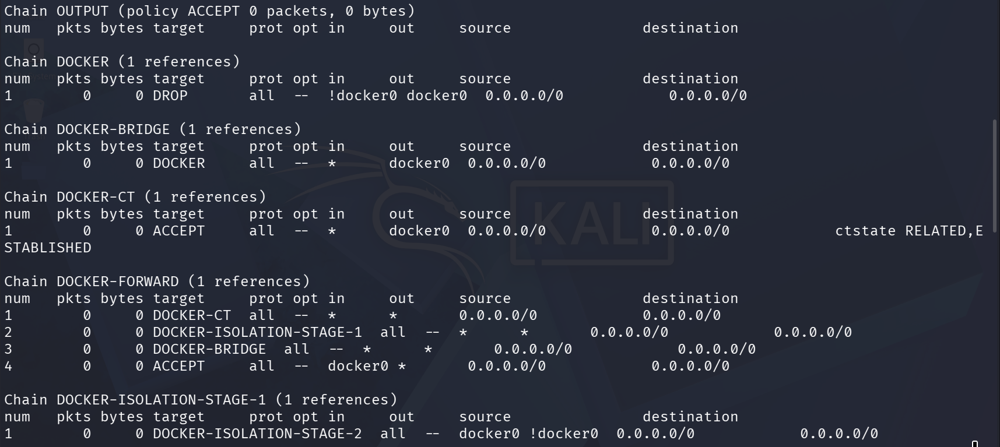 Chain OUTPUT (policy ACCEPT 0 packets, 0 bytes)
num   pkts bytes target     prot opt in     out     source               destination
Chain DOCKER (1 references)
num   pkts bytes target     prot opt in     out     source               destination
1        0     0 DROP       all  --  !docker0 docker0  0.0.0.0/0            0.0.0.0/0
Chain DOCKER-BRIDGE (1 references)
num   pkts bytes target     prot opt in     out     source               destination
1        0     0 DOCKER     all  --  *      docker0  0.0.0.0/0            0.0.0.0/0
Chain DOCKER-CT (1 references)
num   pkts bytes target     prot opt in     out     source               destination
1        0     0 ACCEPT     all  --  *      docker0  0.0.0.0/0            0.0.0.0/0            ctstate RELATED,E
STABLISHED
KALI
Chain DOCKER-FORWARD (1 references)
num   pkts bytes target     prot opt in     out     source               destination
1        0     0 DOCKER-CT  all  --  *      *       0.0.0.0/0            0.0.0.0/0
2        0     0 DOCKER-ISOLATION-STAGE-1  all  --  *      *       0.0.0.0/0            0.0.0.0/0
3        0     0 DOCKER-BRIDGE  all  --  *      *       0.0.0.0/0            0.0.0.0/0
4        0     0 ACCEPT     all  --  docker0 *       0.0.0.0/0            0.0.0.0/0
Chain DOCKER-ISOLATION-STAGE-1 (1 references)
num   pkts bytes target     prot opt in     out     source               destination
1        0     0 DOCKER-ISOLATION-STAGE-2  all  --  docker0 !docker0  0.0.0.0/0            0.0.0.0/0